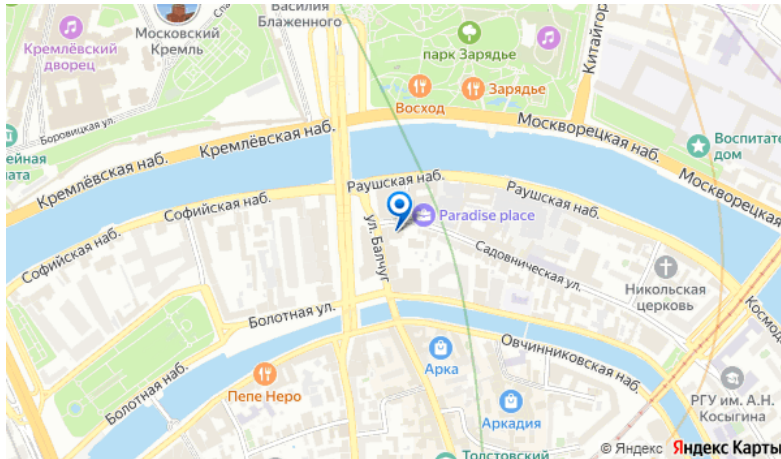 Василия
Блаженного
Московский
Кремль
Кремлёвский
дворец
парк Зарядье
Китайгор
Зарядье
Восход
Боровицкая ул.
Кремлёвская наб.
Кремлёвская наб.
Москворецкая наб.
Воспитате
дом
ейная
ата
Москворецкая
Раушская наб.
Раушская наб.
Софийская наб.
Софийская наб.
ул. Балчуг
Paradise place
Садовническая ул.
Никольская
церковь
Космода
Болотная ул.
Болотная наб.
Овчинниковская наб.
Арка
Пепе Неро
Аркадия
РГУ им. А.Н.
Косыгина
Толстовский
© Яндекс Яндекс Карты